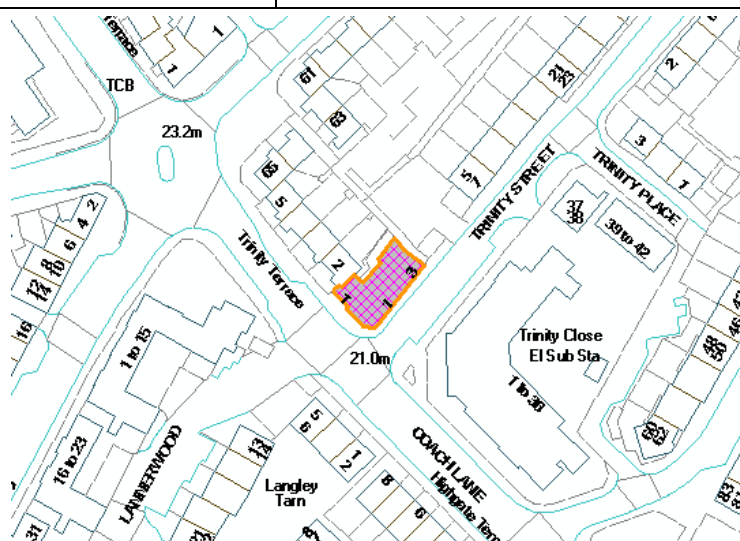 Terrace
1
1
TCB
23.2m
61
63
65
5
2
Trinity Terrace
1
1
3
21.0m
5
7
21
23
TRINITY STREET
2
3
1
TRINITY PLACE
37
38
39 to 42
2
4
6
8
10
12
14
16
1 to 15
16 to 23
LANNERWOOD
13
14
31
Langley
Tarn
5
6
1
2
8
6
COACH LANE
Highgate Terr
Trinity Close
El Sub Sta
1 to 36
48
50
46
60
62
83